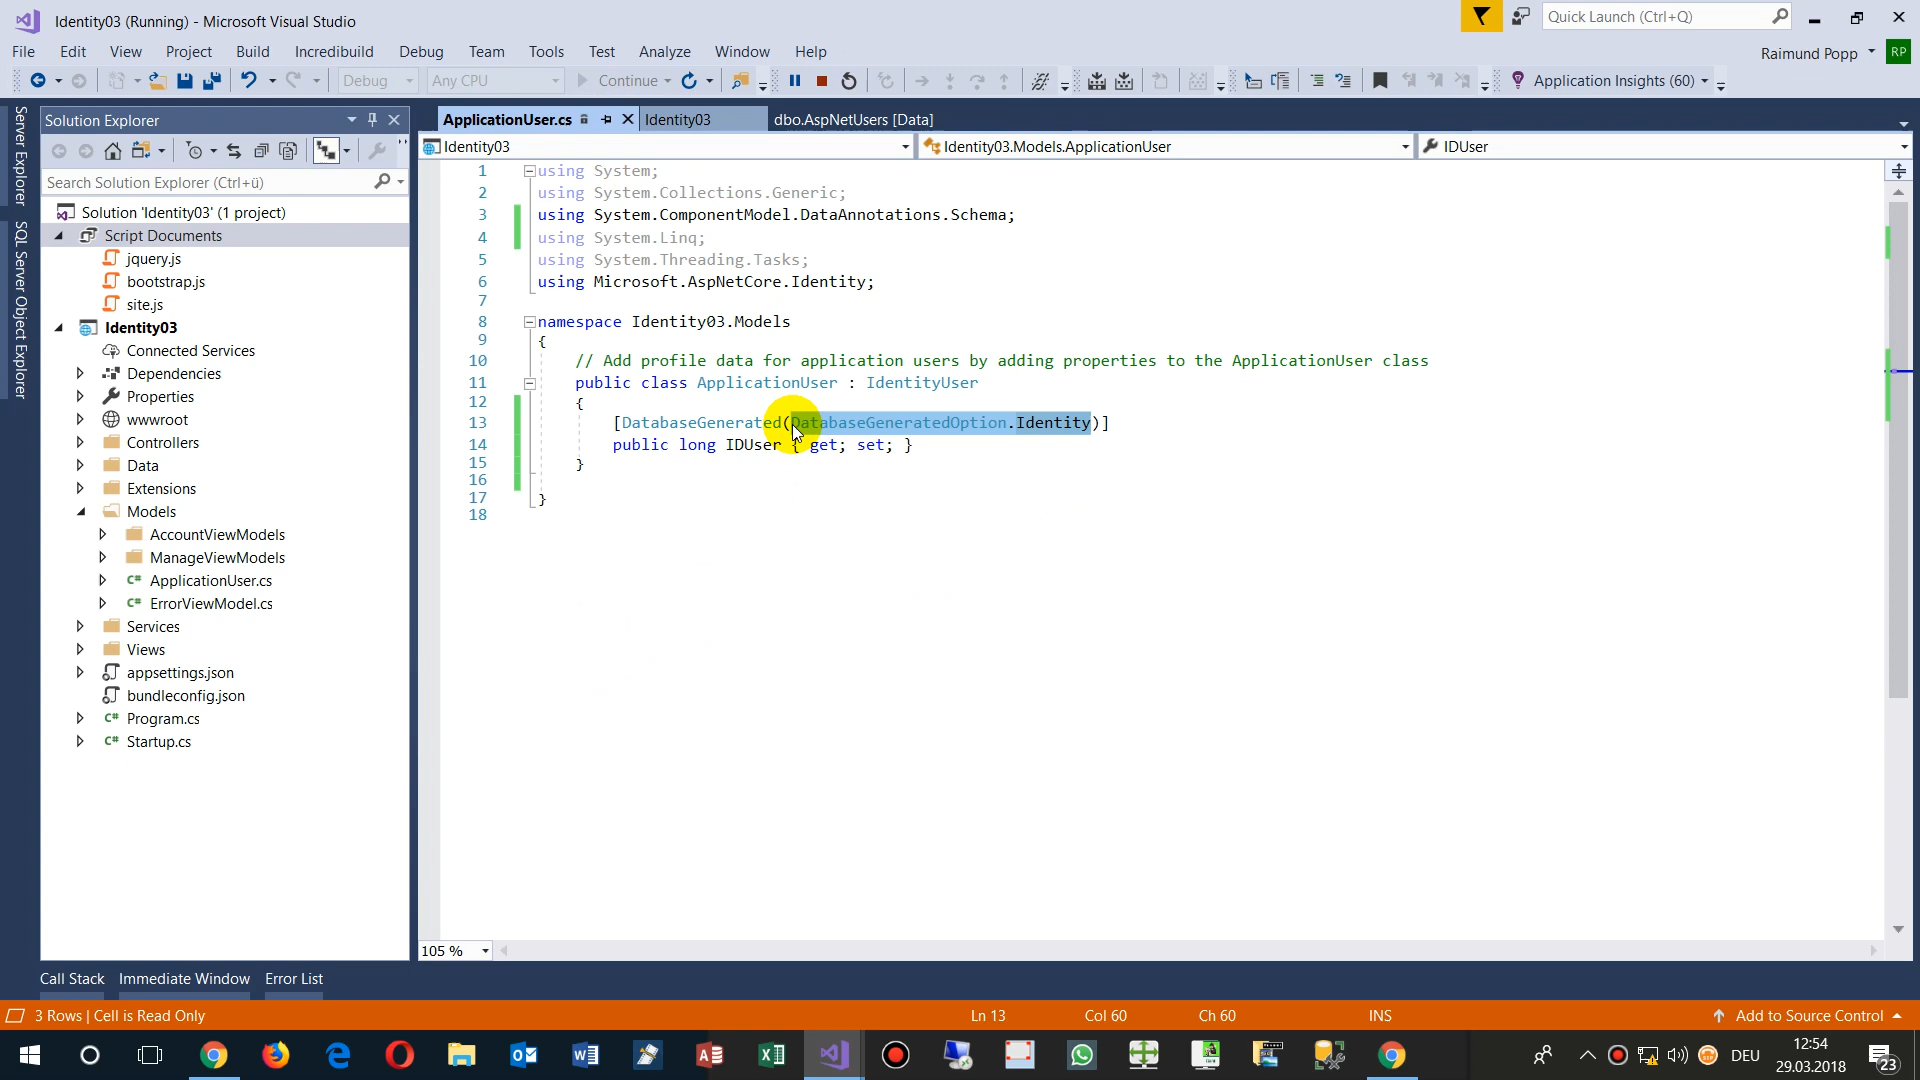 Identity03 (Running) - Microsoft Visual Studio
Quick Launch (Ctrl+Q)
File Edit View Project Build Incredibuild Debug Team Tools Test Analyze Window Help
Raimund Popp RP
Debug Any CPU Continue Application Insights (60)
Server Explorer
SQL Server Object Explorer
Solution Explorer
Search Solution Explorer (Ctrl+ü)
Solution 'Identity03' (1 project)
Script Documents
jquery.js
bootstrap.js
site.js
Identity03
Connected Services
Dependencies
Properties
wwwroot
Controllers
Data
Extensions
Models
AccountViewModels
ManageViewModels
C# ApplicationUser.cs
C# ErrorViewModel.cs
Services
Views
appsettings.json
bundleconfig.json
C# Program.cs
C# Startup.cs
ApplicationUser.cs Identity03 dbo.AspNetUsers [Data]
Identity03 Identity03.Models.ApplicationUser IDUser
1 using System;
2 using System.Collections.Generic;
3 using System.ComponentModel.DataAnnotations.Schema;
4 using System.Linq;
5 using System.Threading.Tasks;
6 using Microsoft.AspNetCore.Identity;
7
8 namespace Identity03.Models
9 {
10 // Add profile data for application users by adding properties to the ApplicationUser class
11 public class ApplicationUser : IdentityUser
12 {
13 [DatabaseGenerated(DatabaseGeneratedOption.Identity)]
14 public long IDUser { get; set; }
15 }
16
17 }
18
105 %
Call Stack Immediate Window Error List
3 Rows | Cell is Read Only Ln 13 Col 60 Ch 60 INS Add to Source Control
DEU
12:54
29.03.2018
23